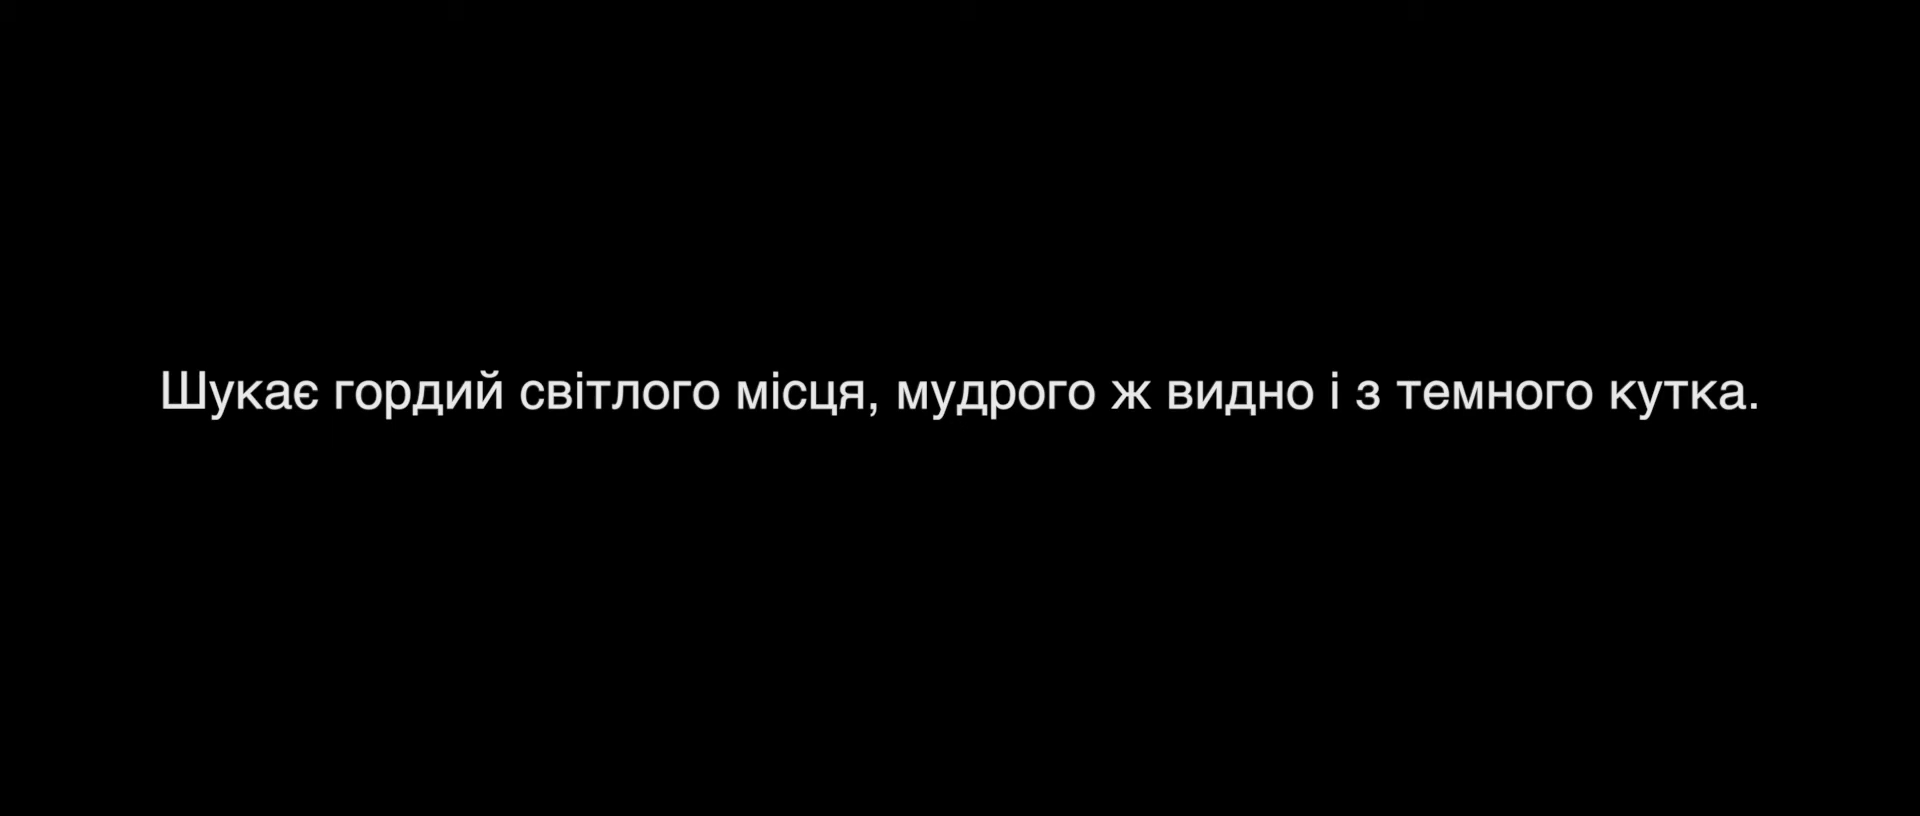 Шукає гордий світлого місця, мудрого ж видно і з темного кутка.